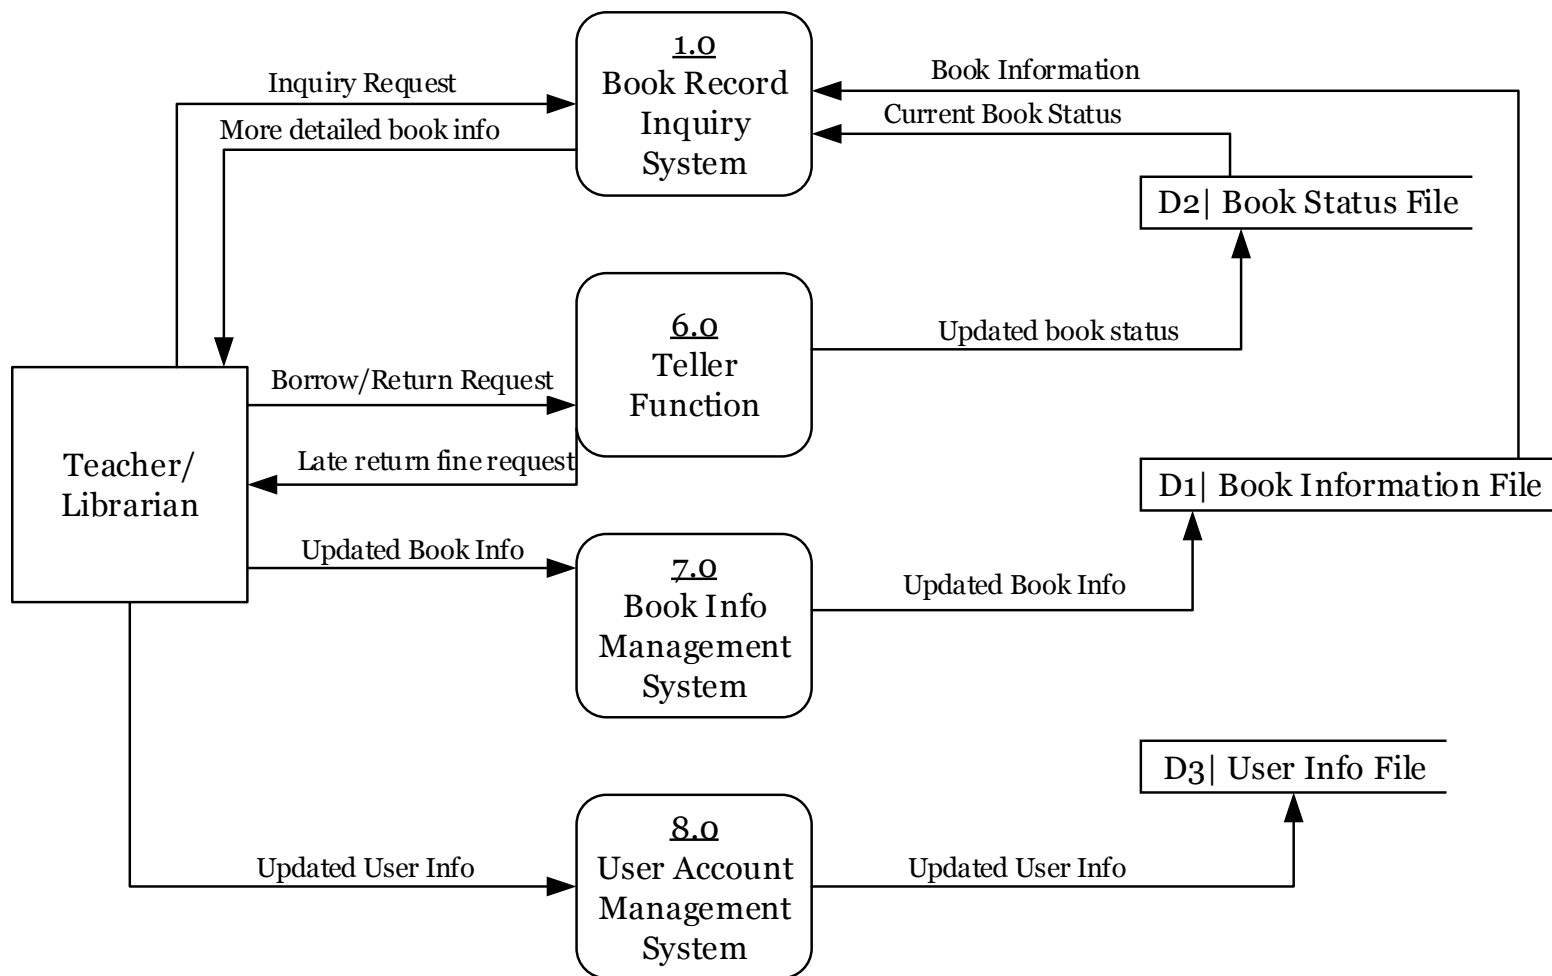 1.0
Book Record
Inquiry
System
Inquiry Request
More detailed book info
Book Information
Current Book Status
D2| Book Status File
6.0
Teller
Function
Updated book status
Borrow/Return Request
Late return fine request
Teacher/
Librarian
D1| Book Information File
Updated Book Info
7.0
Book Info
Management
System
Updated Book Info
D3| User Info File
8.0
User Account
Management
System
Updated User Info
Updated User Info